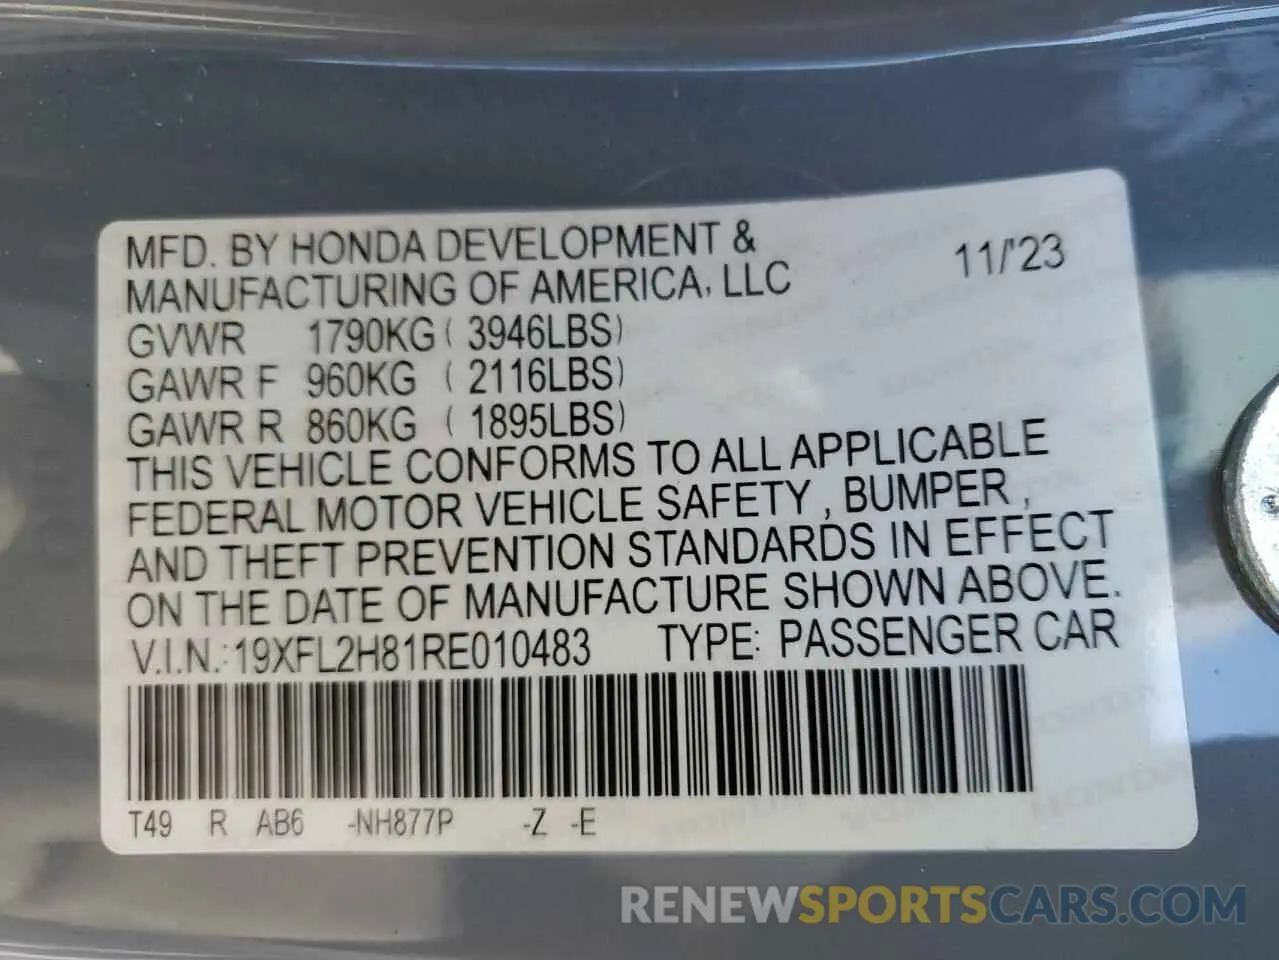 MFD. BY HONDA DEVELOPMENT &
MANUFACTURING OF AMERICA, LLC 11/'23
GVWR 1790KG ( 3946LBS)
GAWR F 960KG ( 2116LBS)
GAWR R 860KG ( 1895LBS)
THIS VEHICLE CONFORMS TO ALL APPLICABLE
FEDERAL MOTOR VEHICLE SAFETY , BUMPER ,
AND THEFT PREVENTION STANDARDS IN EFFECT
ON THE DATE OF MANUFACTURE SHOWN ABOVE.
V.I.N.:19XFL2H81RE010483 TYPE: PASSENGER CAR
T49 R AB6 -NH877P -Z -E
RENEWSPORTSCARS.COM